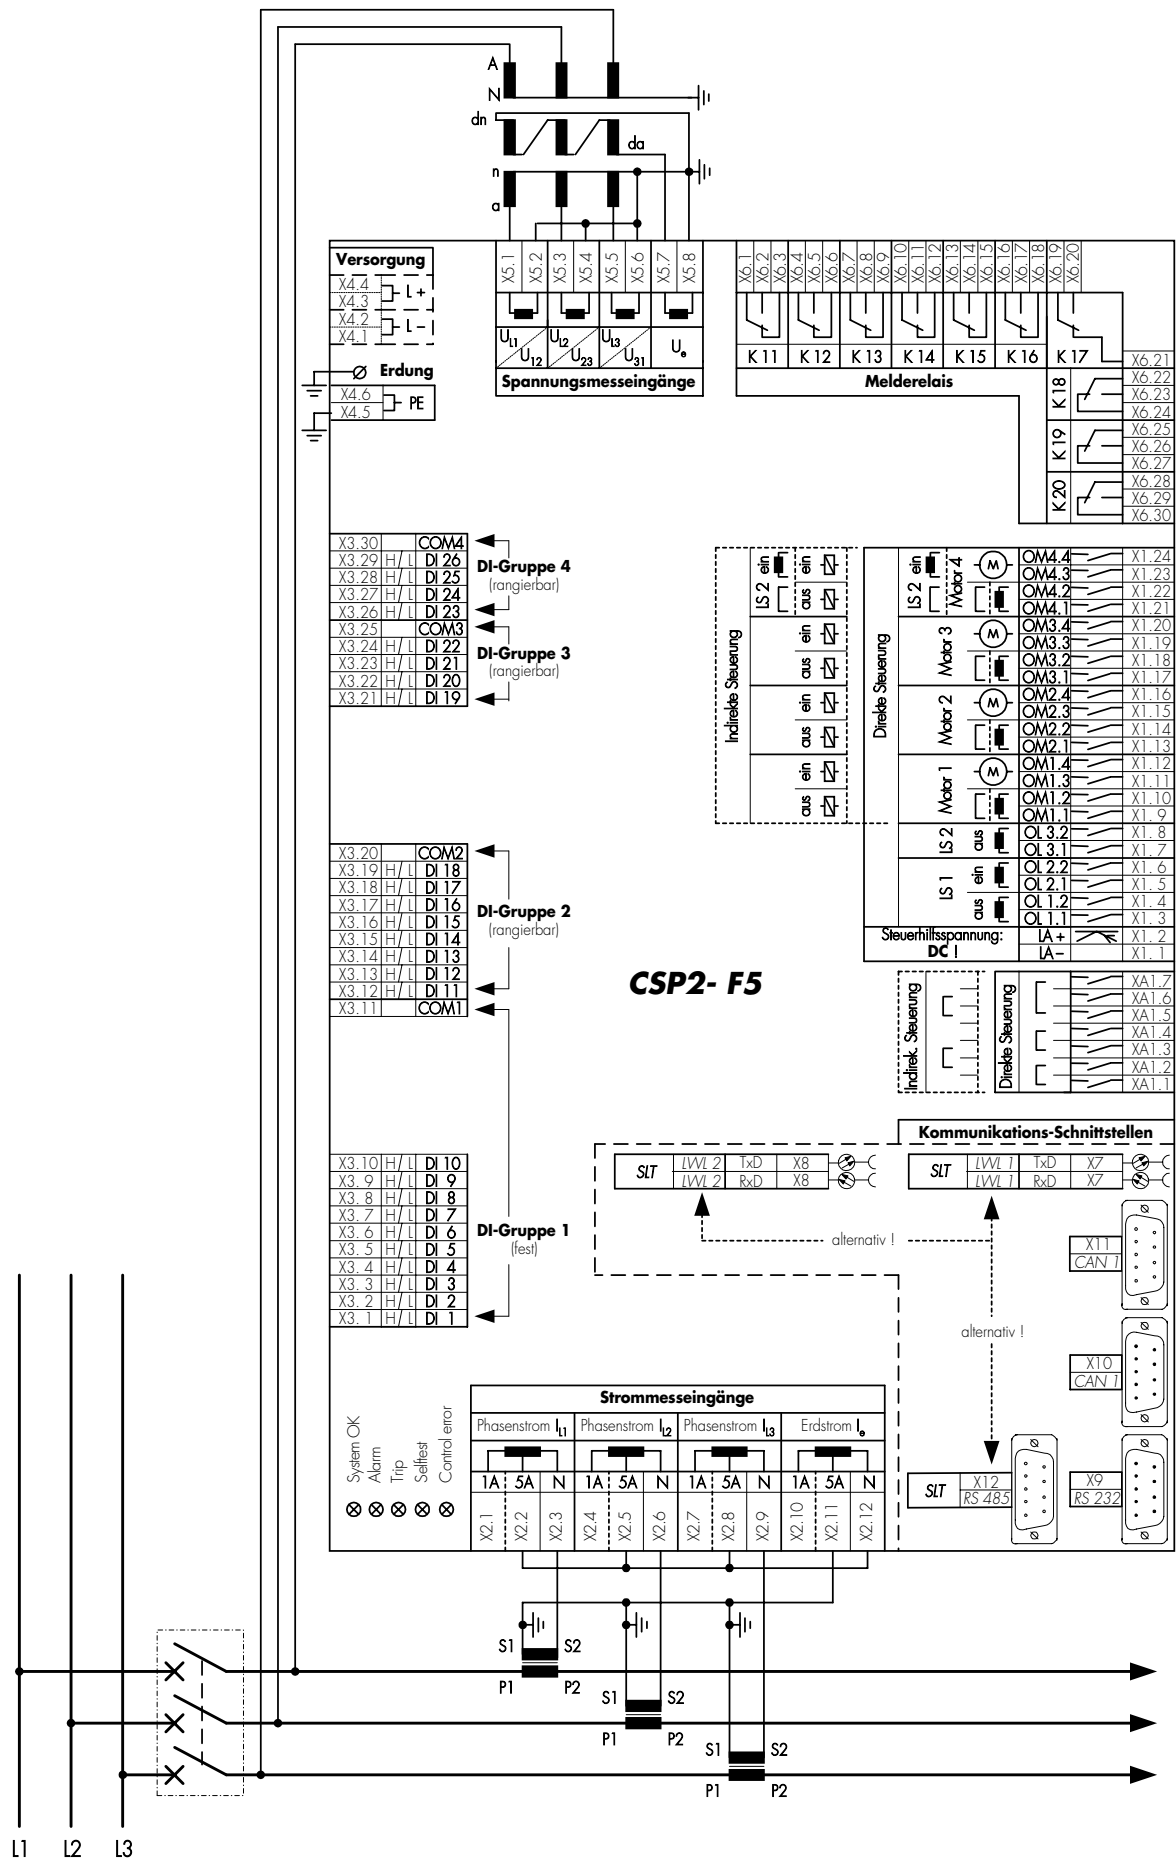 A
N
dn
da
n
a
Versorgung
X4.4
X4.3
L+
X4.2
X4.1
L−
Erdung
X4.6
X4.5
PE
X5.1 X5.2 X5.3 X5.4 X5.5 X5.6 X5.7 X5.8
UL1 U12 UL2 U23 UL3 U31 Ue
Spannungsmesseingänge
X6.1 X6.2 X6.3 X6.4 X6.5 X6.6 X6.7 X6.8 X6.9 X6.10 X6.11 X6.12 X6.13 X6.14 X6.15 X6.16 X6.17 X6.18 X6.19 X6.20
K 11 K 12 K 13 K 14 K 15 K 16 K 17
Melderelais
X6.21
K18
X6.22
X6.23
X6.24
K19
X6.25
X6.26
X6.27
K20
X6.28
X6.29
X6.30
X3.30 COM4
X3.29 H/ L DI 26
X3.28 H/ L DI 25
X3.27 H/ L DI 24
X3.26 H/ L DI 23
DI-Gruppe 4
(rangierbar)
X3.25 COM3
X3.24 H/ L DI 22
X3.23 H/ L DI 21
X3.22 H/ L DI 20
X3.21 H/ L DI 19
DI-Gruppe 3
(rangierbar)
X3.20 COM2
X3.19 H/ L DI 18
X3.18 H/ L DI 17
X3.17 H/ L DI 16
X3.16 H/ L DI 15
X3.15 H/ L DI 14
X3.14 H/ L DI 13
X3.13 H/ L DI 12
X3.12 H/ L DI 11
DI-Gruppe 2
(rangierbar)
X3.11 COM1
X3.10 H/ L DI 10
X3. 9 H/ L DI 9
X3. 8 H/ L DI 8
X3. 7 H/ L DI 7
X3. 6 H/ L DI 6
X3. 5 H/ L DI 5
X3. 4 H/ L DI 4
X3. 3 H/ L DI 3
X3. 2 H/ L DI 2
X3. 1 H/ L DI 1
DI-Gruppe 1
(fest)
Indirekte Steuerung
LS 2 ein
ein
aus
ein
aus
ein
aus
ein
aus
Direkte Steuerung
LS 2 ein
Motor 4
M
OM4.4 X1.24
OM4.3 X1.23
OM4.2 X1.22
OM4.1 X1.21
Motor 3
M
OM3.4 X1.20
OM3.3 X1.19
OM3.2 X1.18
OM3.1 X1.17
Motor 2
M
OM2.4 X1.16
OM2.3 X1.15
OM2.2 X1.14
OM2.1 X1.13
Motor 1
M
OM1.4 X1.12
OM1.3 X1.11
OM1.2 X1.10
OM1.1 X1. 9
LS 2 aus
OL 3.2 X1. 8
OL 3.1 X1. 7
LS 1
ein
OL 2.2 X1. 6
OL 2.1 X1. 5
aus
OL 1.2 X1. 4
OL 1.1 X1. 3
Steuerhilfsspannung:
DC !
LA + X1. 2
LA− X1. 1
CSP2- F5
Indirek. Steuerung
Direkte Steuerung
XA1.7
XA1.6
XA1.5
XA1.4
XA1.3
XA1.2
XA1.1
Kommunikations-Schnittstellen
SLT
LWL 2 TxD X8
LWL 2 RxD X8
SLT
LWL 1 TxD X7
LWL 1 RxD X7
alternativ !
X11
CAN 1
alternativ !
X10
CAN 1
SLT
X12
RS 485
X9
RS 232
System OK
Alarm
Trip
Selftest
Control error
Strommesseingänge
Phasenstrom IL1 Phasenstrom IL2 Phasenstrom IL3 Erdstrom Ie
1A 5A N 1A 5A N 1A 5A N 1A 5A N
X2.1 X2.2 X2.3 X2.4 X2.5 X2.6 X2.7 X2.8 X2.9 X2.10 X2.11 X2.12
S1 S2
P1 P2
S1 S2
P1 P2
S1 S2
P1 P2
L1 L2 L3